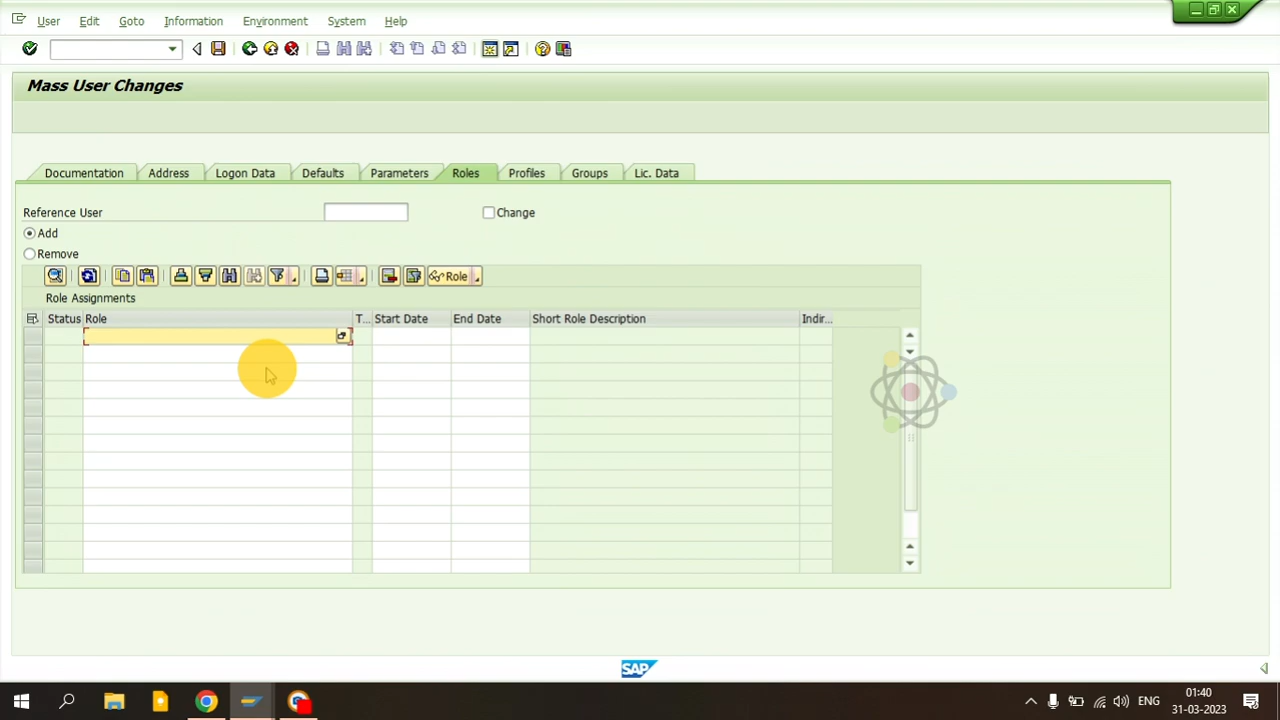 User Edit Goto Information Environment System Help
Mass User Changes
Documentation Address Logon Data Defaults Parameters Roles Profiles Groups Lic. Data
Reference User Change
Add
Remove
Role
Role Assignments
Status Role T... Start Date End Date Short Role Description Indir...
SAP
ENG 01:40
31-03-2023